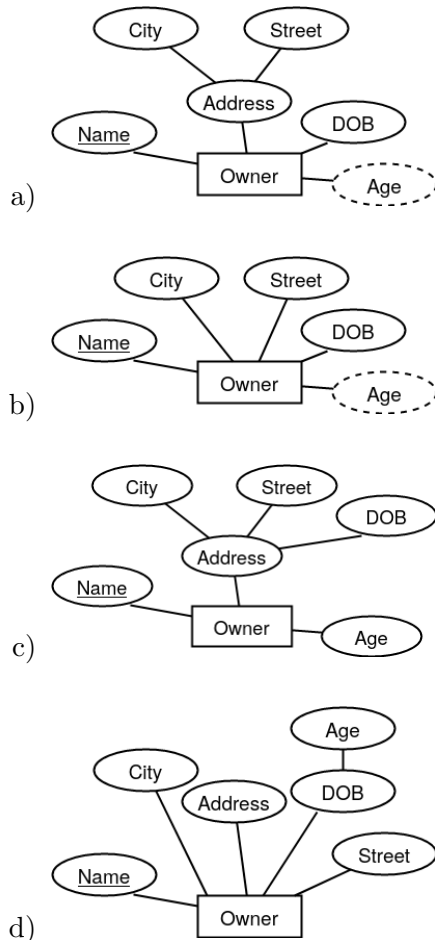 City Street
Address
Name DOB
Owner Age
a)
City Street
Name DOB
Owner Age
b)
City Street
DOB
Address
Name
Owner Age
c)
Age
City DOB
Address
Street
Name
Owner
d)